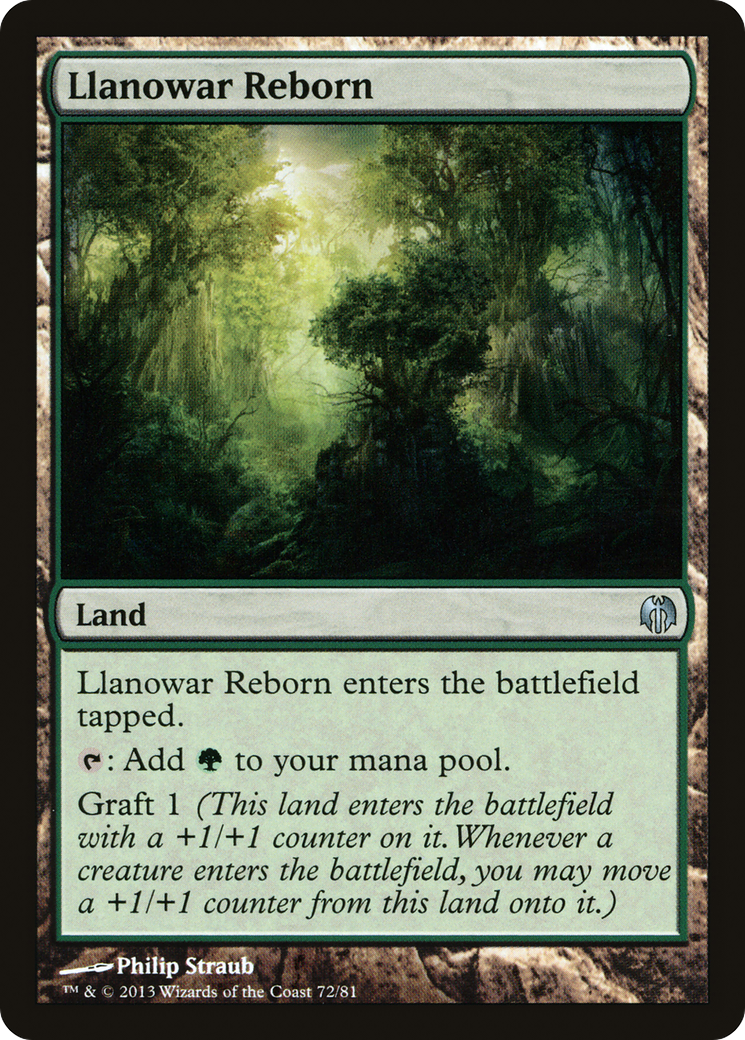 Llanowar Reborn
Land
Llanowar Reborn enters the battlefield
tapped.
: Add to your mana pool.
Graft 1 (This land enters the battlefield
with a +1/+1 counter on it. Whenever a
creature enters the battlefield, you may move
a +1/+1 counter from this land onto it.)
Philip Straub
™ & © 2013 Wizards of the Coast 72/81